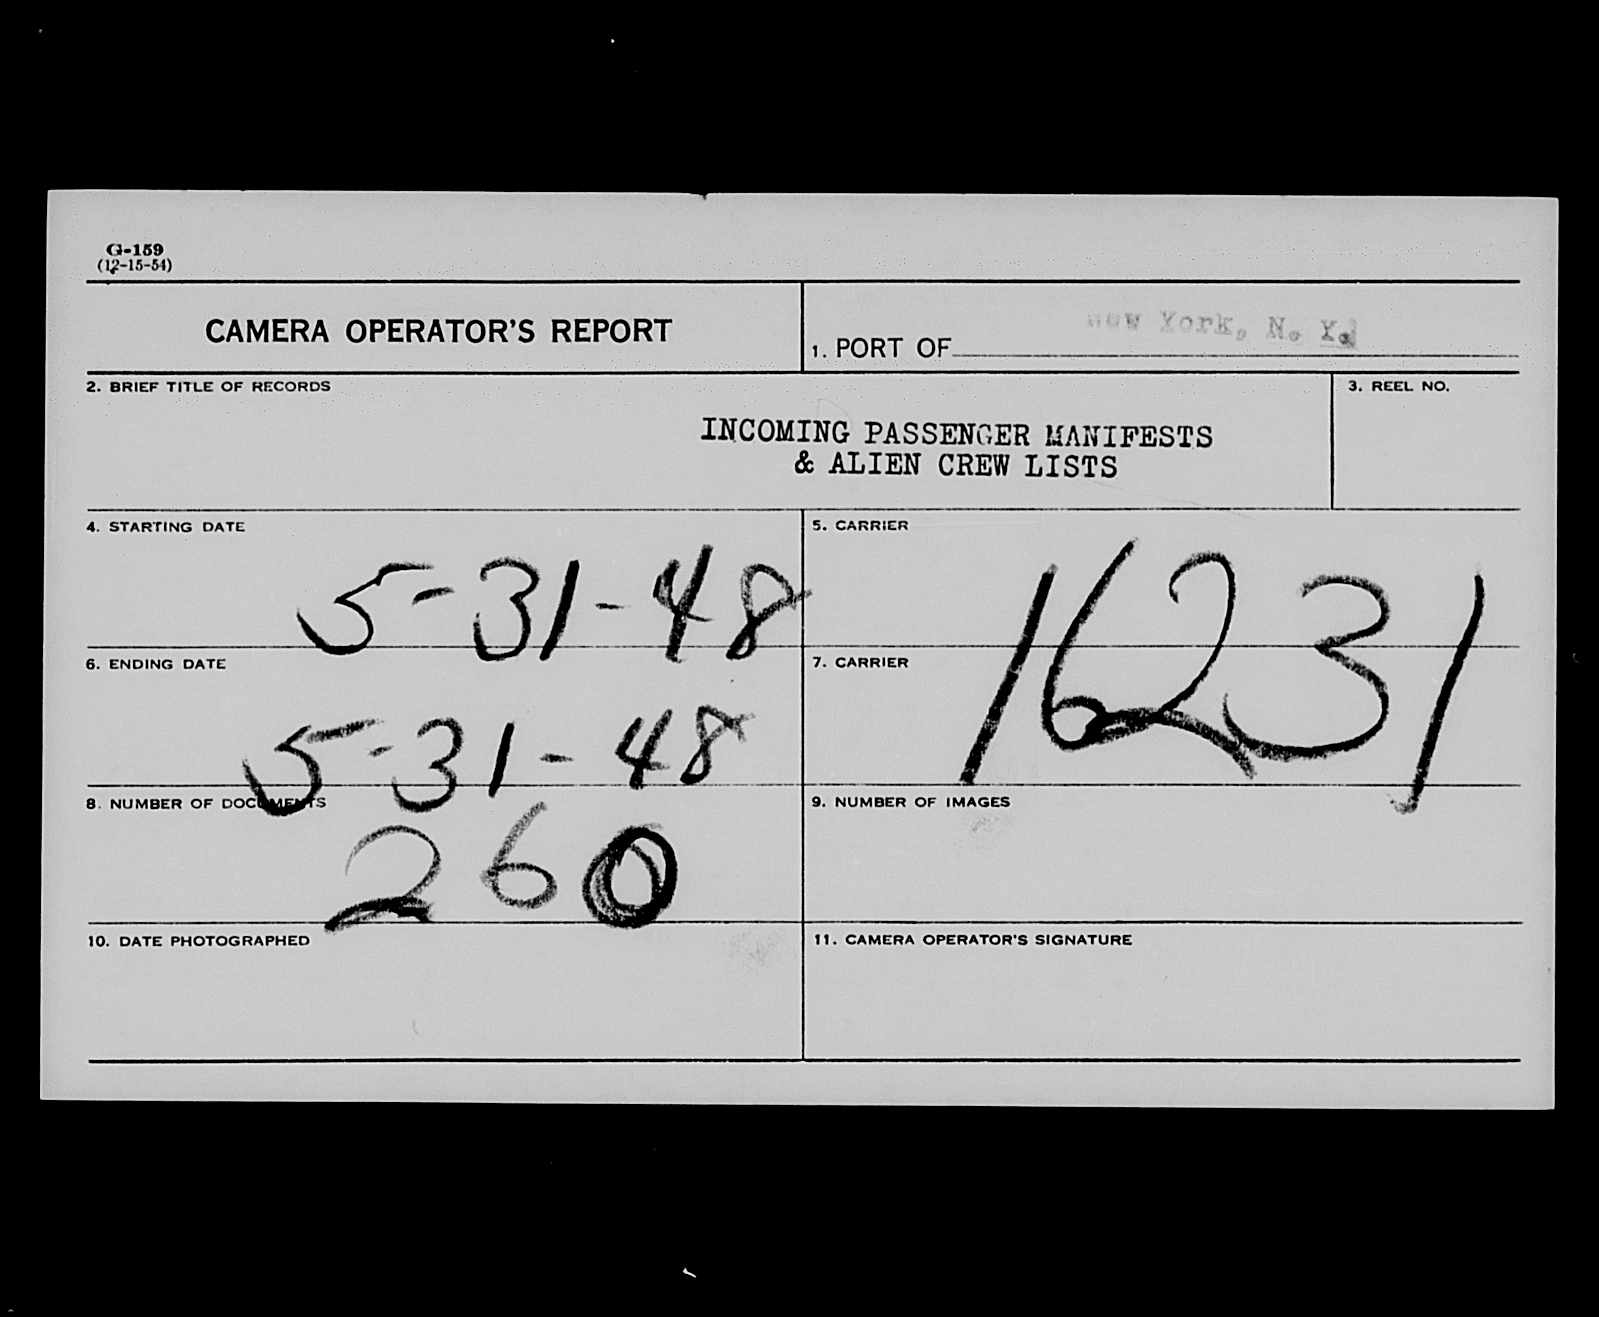 G-159
(12-15-54)
CAMERA OPERATOR'S REPORT
1. PORT OF New York, N. Y.
2. BRIEF TITLE OF RECORDS
INCOMING PASSENGER MANIFESTS
& ALIEN CREW LISTS
3. REEL NO.
4. STARTING DATE
5-31-48
5. CARRIER
16231
6. ENDING DATE
5-31-48
7. CARRIER
8. NUMBER OF DOCUMENTS
260
9. NUMBER OF IMAGES
10. DATE PHOTOGRAPHED
11. CAMERA OPERATOR'S SIGNATURE